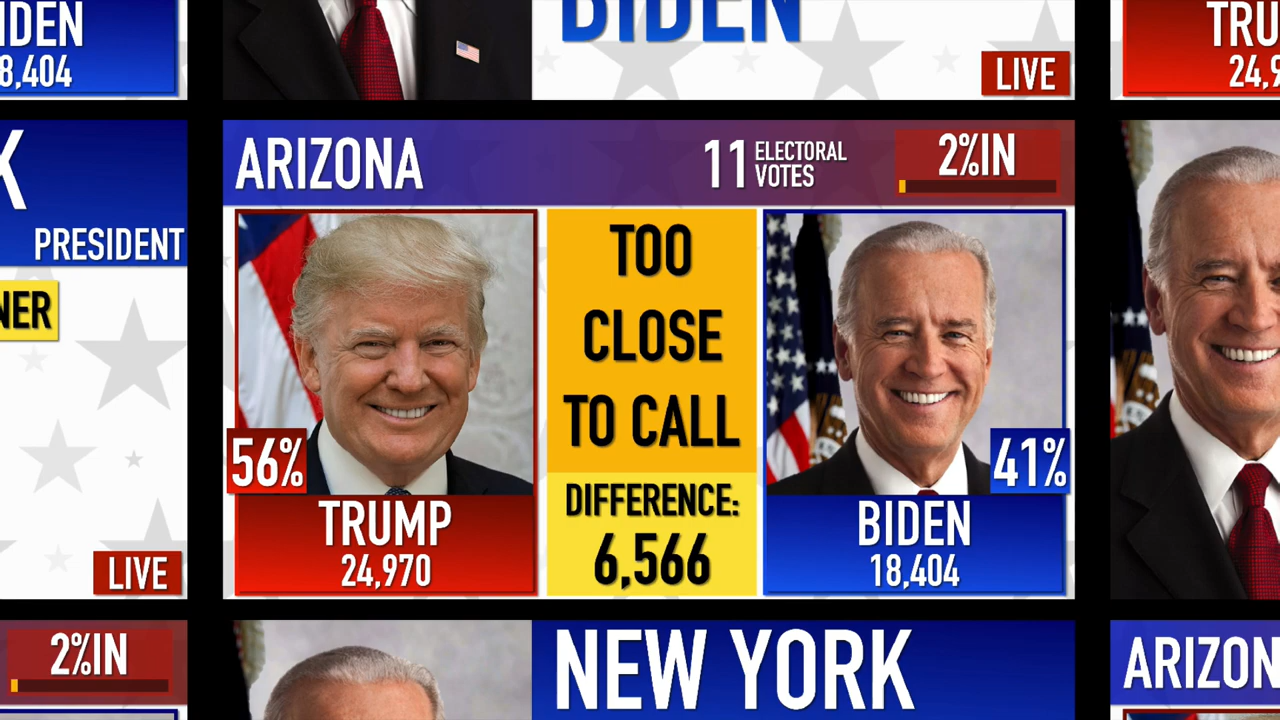 IDEN
8,404
BIDEN
LIVE
TRU
24,9
K
PRESIDENT
NER
LIVE
ARIZONA
11 ELECTORAL
VOTES
2%IN
TOO
CLOSE
TO CALL
56%
41%
DIFFERENCE:
6,566
TRUMP
24,970
BIDEN
18,404
2%IN
NEW YORK
ARIZON